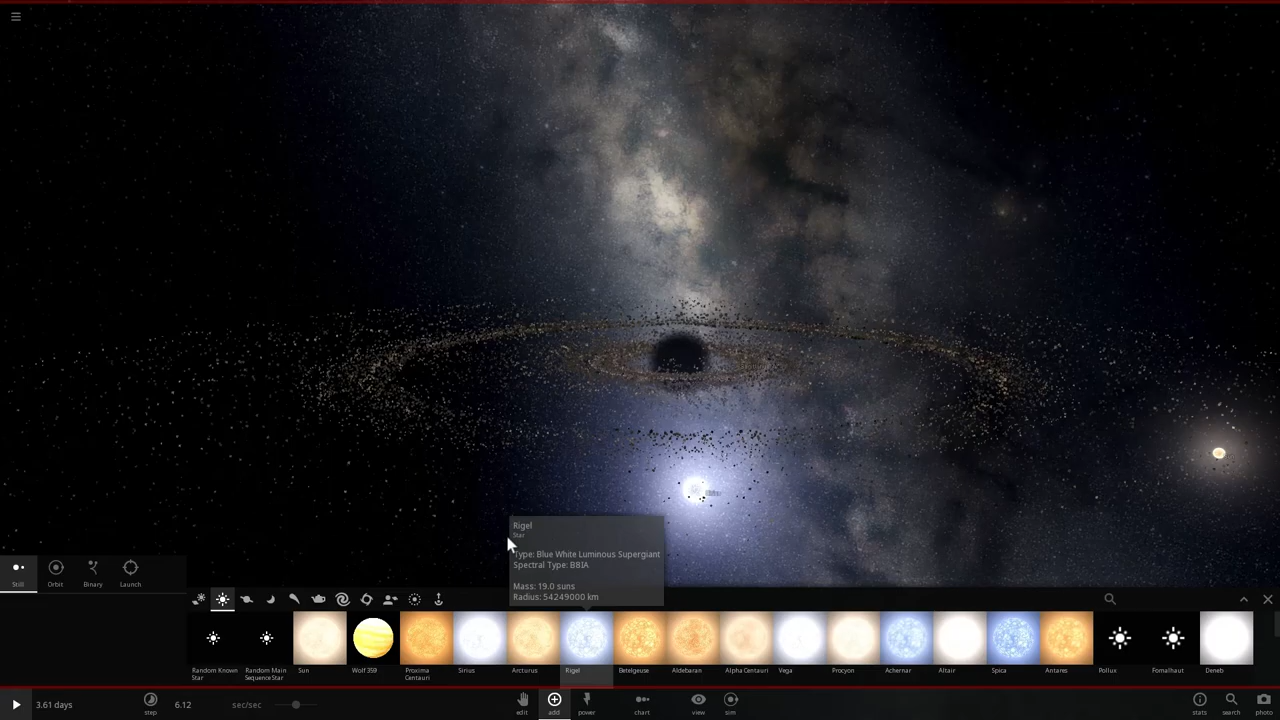 Rigel
Star
Type: Blue White Luminous Supergiant
Spectral Type: B8IA
Mass: 19.0 suns
Radius: 54249000 km
Still
Orbit
Binary
Launch
Random Known
Star
Random Main
Sequence Star
Sun
Wolf 359
Proxima
Centauri
Sirius
Arcturus
Rigel
Betelgeuse
Aldebaran
Alpha Centauri
Vega
Procyon
Achernar
Altair
Spica
Antares
Pollux
Fomalhaut
Deneb
3.61 days
step
6.12
sec/sec
edit
add
power
chart
view
sim
stats
search
photo